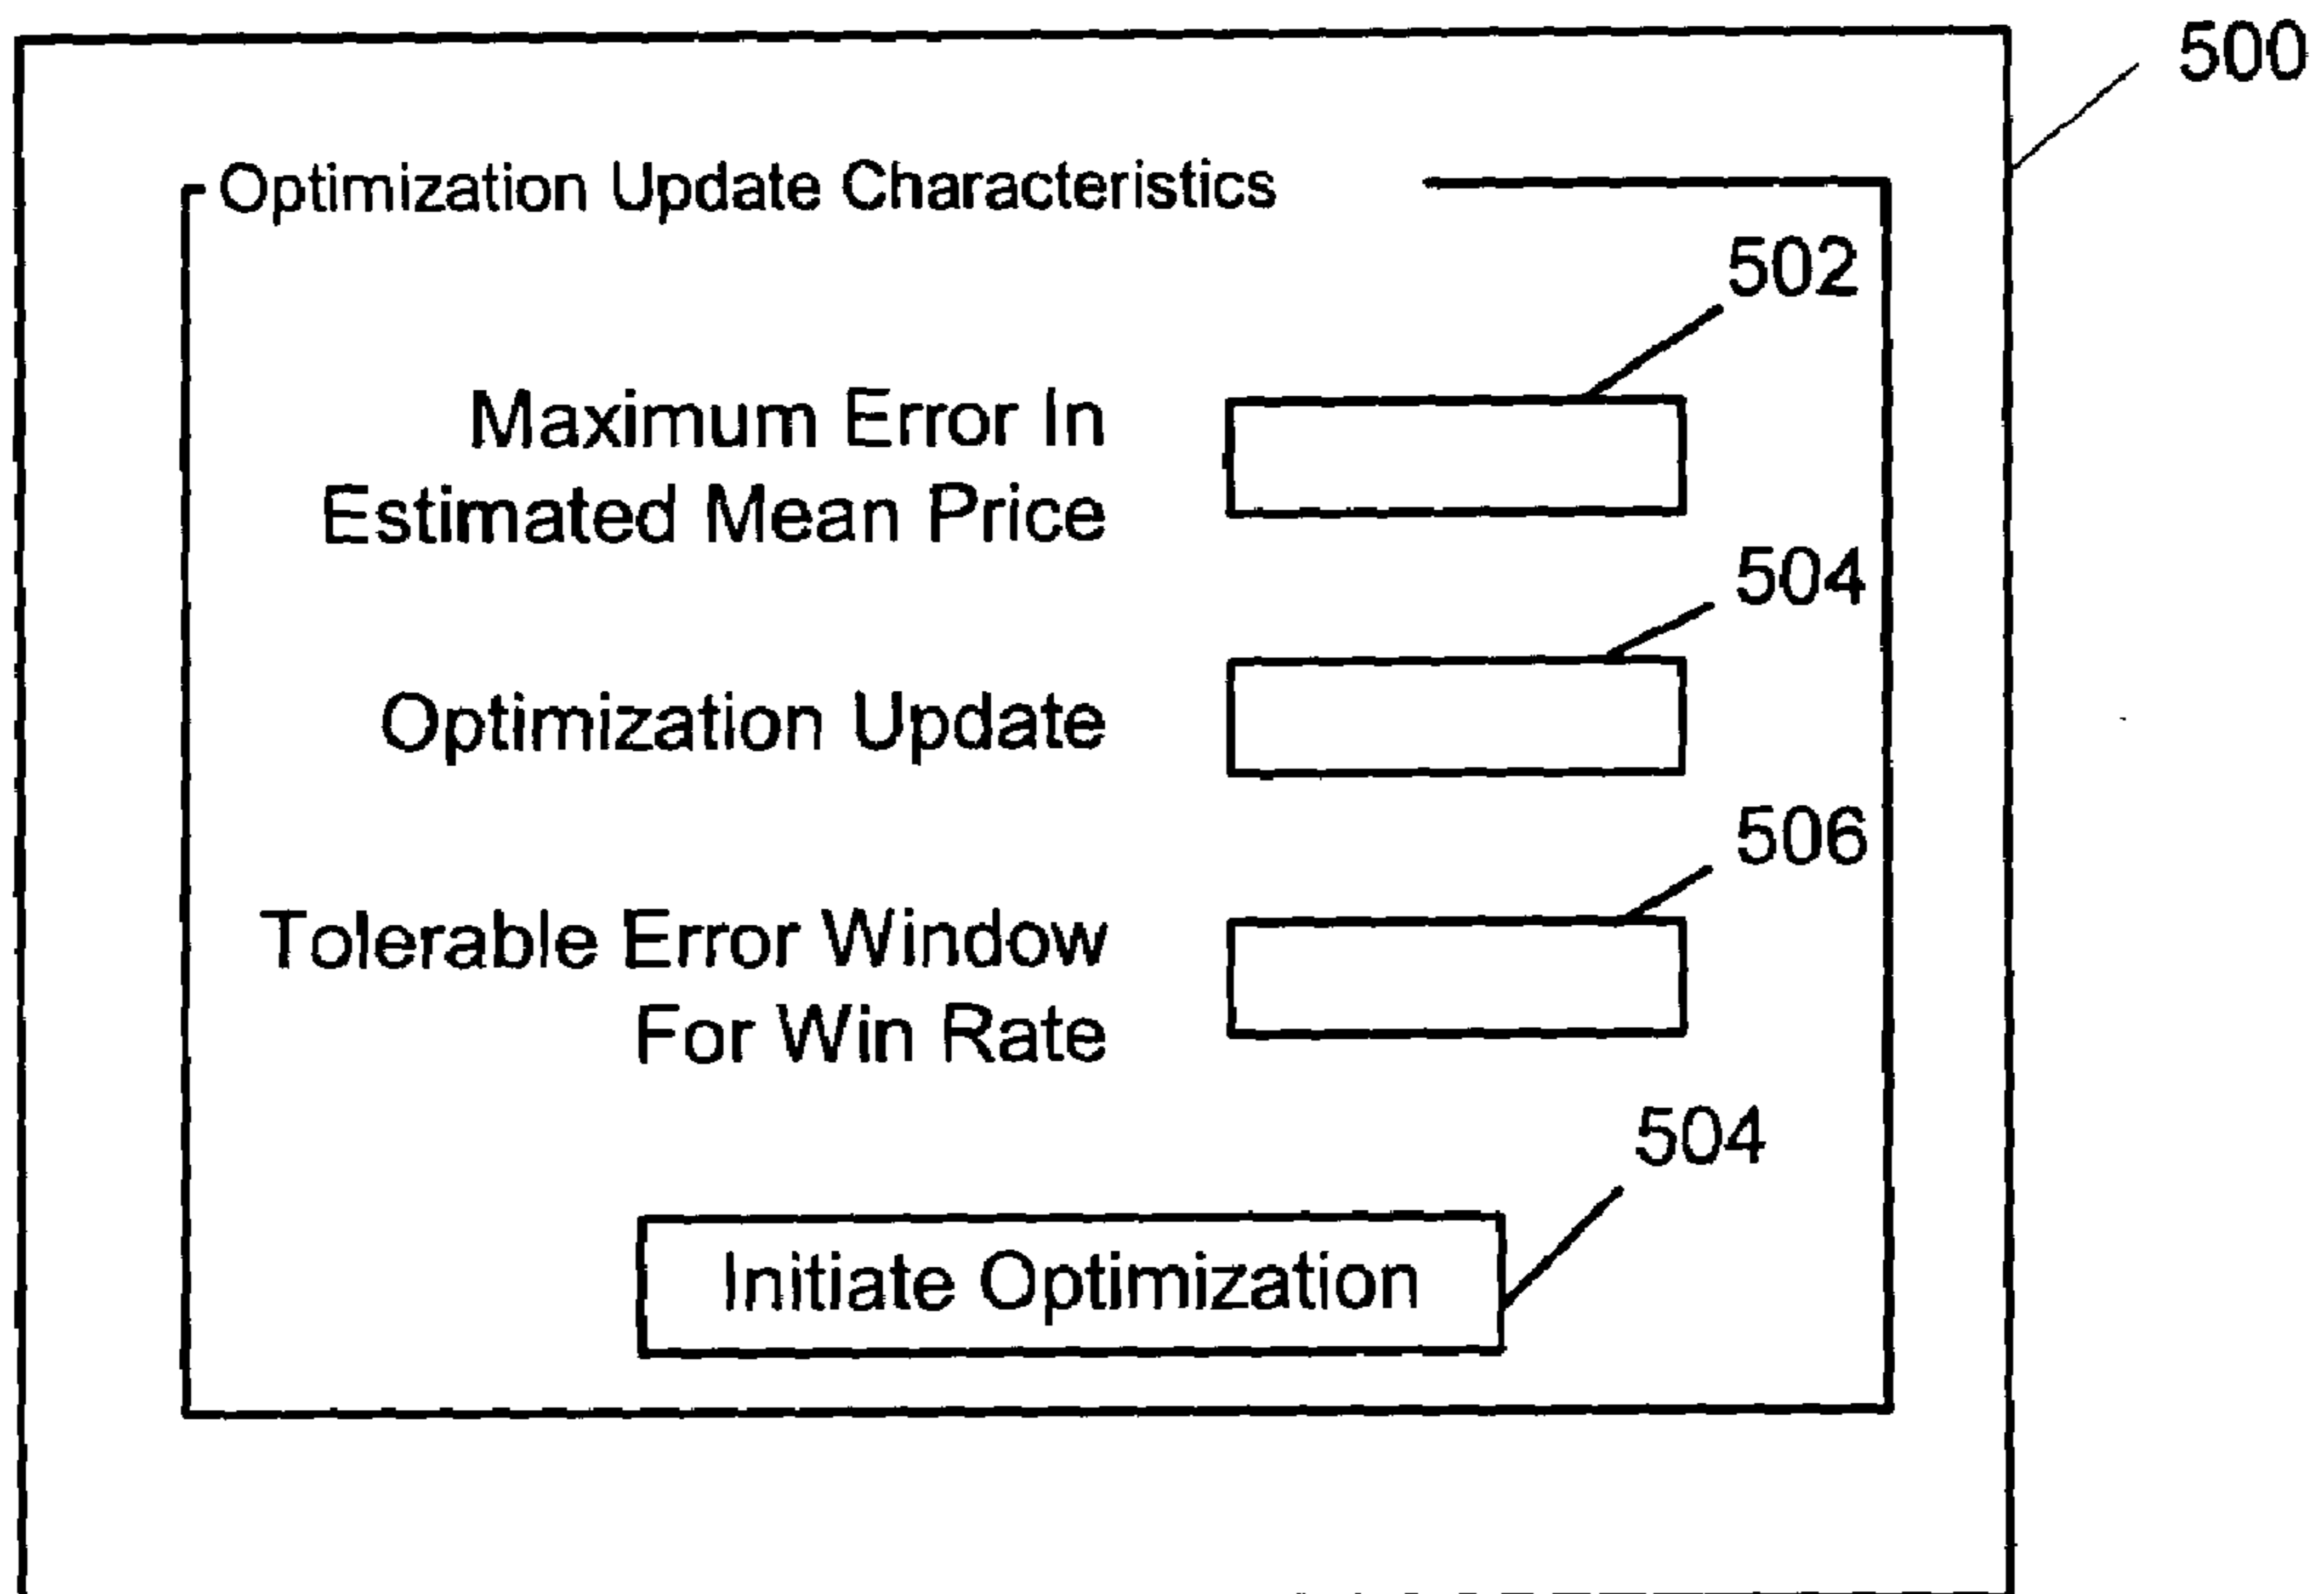 500
Optimization Update Characteristics
502
Maximum Error In
Estimated Mean Price
504
Optimization Update
506
Tolerable Error Window
For Win Rate
504
Initiate Optimization